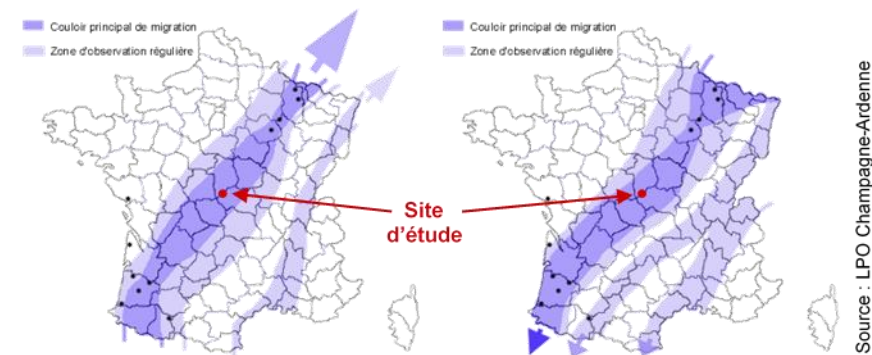 Couloir principal de migration
Zone d'observation régulière
Couloir principal de migration
Zone d'observation régulière
Site
d'étude
Source : LPO Champagne-Ardenne